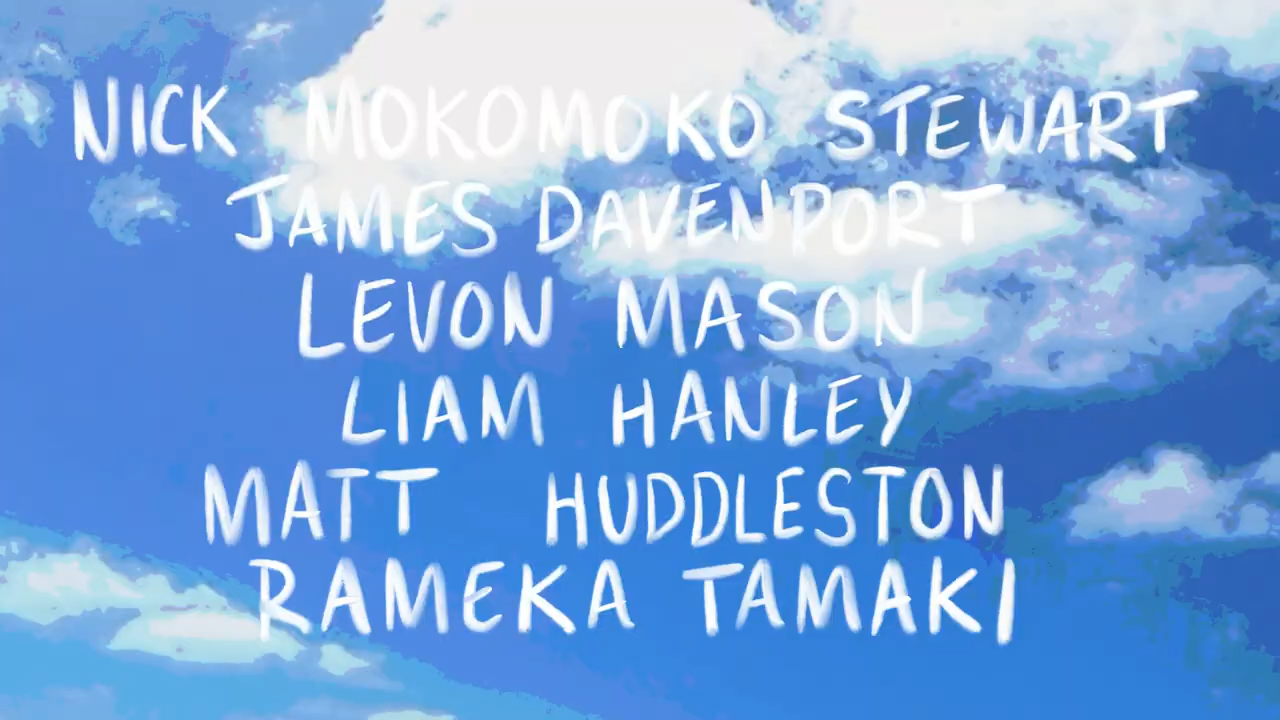 NICK MOKOMOKO STEWART
JAMES DAVENPORT
LEVON MASON
LIAM HANLEY
MATT HUDDLESTON
RAMEKA TAMAKI